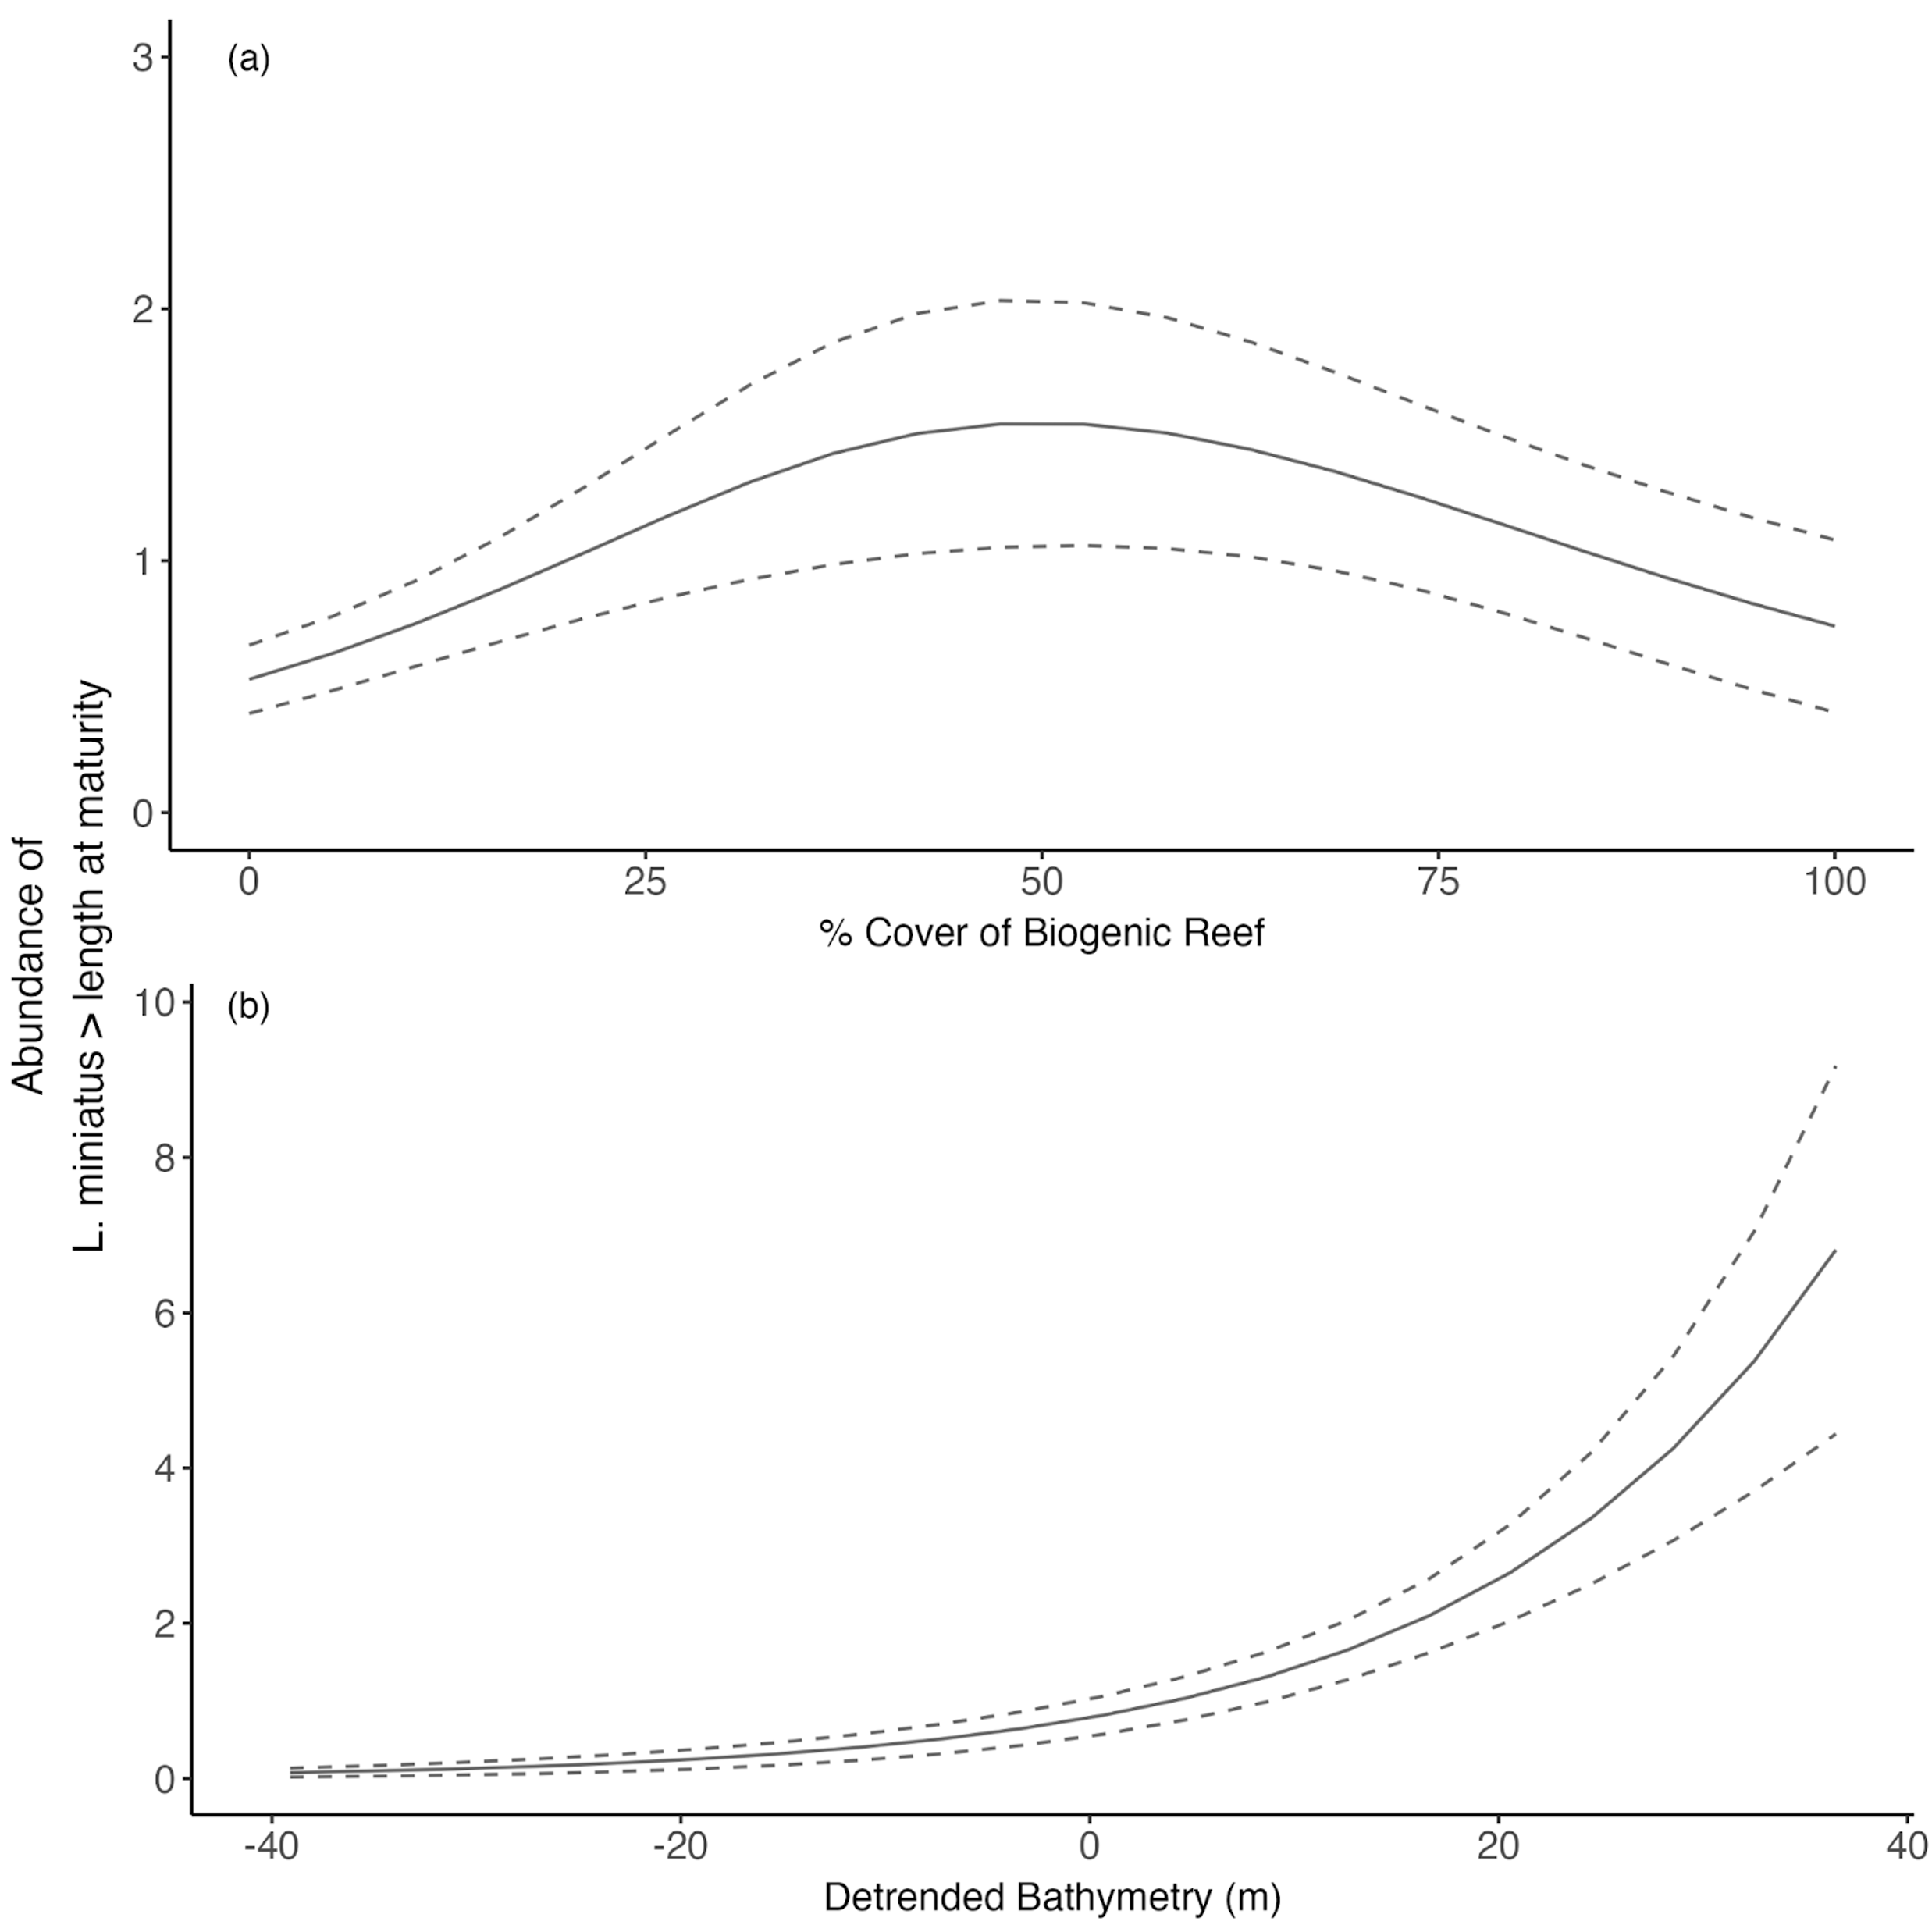 Abundance of
L. miniatus > length at maturity
(a)
3
2
1
0
0 25 50 75 100
% Cover of Biogenic Reef
(b)
10
8
6
4
2
0
-40 -20 0 20 40
Detrended Bathymetry (m)